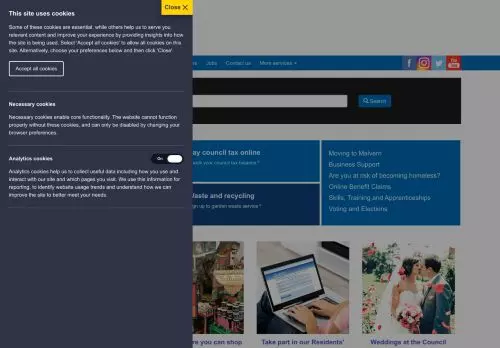 Close X
This site uses cookies
Some of these cookies are essential, while others help us to serve you
relevant content and improve your experience by providing insights into
how the site is being used. Select 'Accept all cookies' to allow all cookies on
this site. Alternatively, choose your preferences below and then click 'Close'
Accept all cookies
Necessary cookies
Necessary cookies enable core functionality. The website cannot function
properly without these cookies, and can only be disabled by changing your
browser preferences.
Analytics cookies
On
Analytics cookies help us to collect useful data including how you use and
interact with our site and which pages you visit. We use this information for
reporting, to identify website usage trends and understand how we can
improve the site to better meet your needs
Jobs
Contact us
More services
Search
ay council tax online
Waste and recycling
gn up to garden waste service
Moving to Malvern
Business Support
Are you at risk of becoming homeless?
Online Benefit Claims
Skills, Training and Apprenticeships
Voting and Elections
re you can shop
Take part in our Residents'
Weddings at the Council